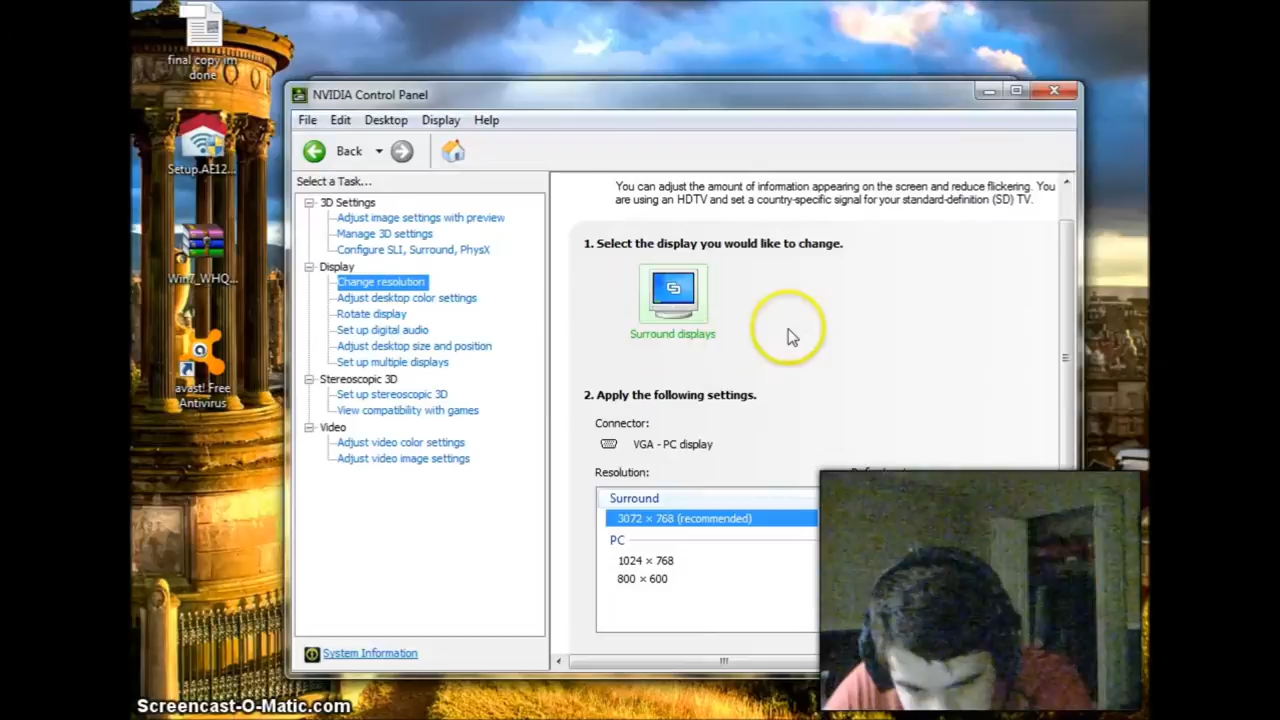 final copy im
done
Setup.AE12...
Win7_WHQ...
avast! Free
Antivirus
NVIDIA Control Panel
File Edit Desktop Display Help
Back
Select a Task...
3D Settings
Adjust image settings with preview
Manage 3D settings
Configure SLI, Surround, PhysX
Display
Change resolution
Adjust desktop color settings
Rotate display
Set up digital audio
Adjust desktop size and position
Set up multiple displays
Stereoscopic 3D
Set up stereoscopic 3D
View compatibility with games
Video
Adjust video color settings
Adjust video image settings
System Information
You can adjust the amount of information appearing on the screen and reduce flickering. You
are using an HDTV and set a country-specific signal for your standard-definition (SD) TV.
1. Select the display you would like to change.
Surround displays
2. Apply the following settings.
Connector:
VGA - PC display
Resolution:
Surround
3072 × 768 (recommended)
PC
1024 × 768
800 × 600
Screencast-O-Matic.com